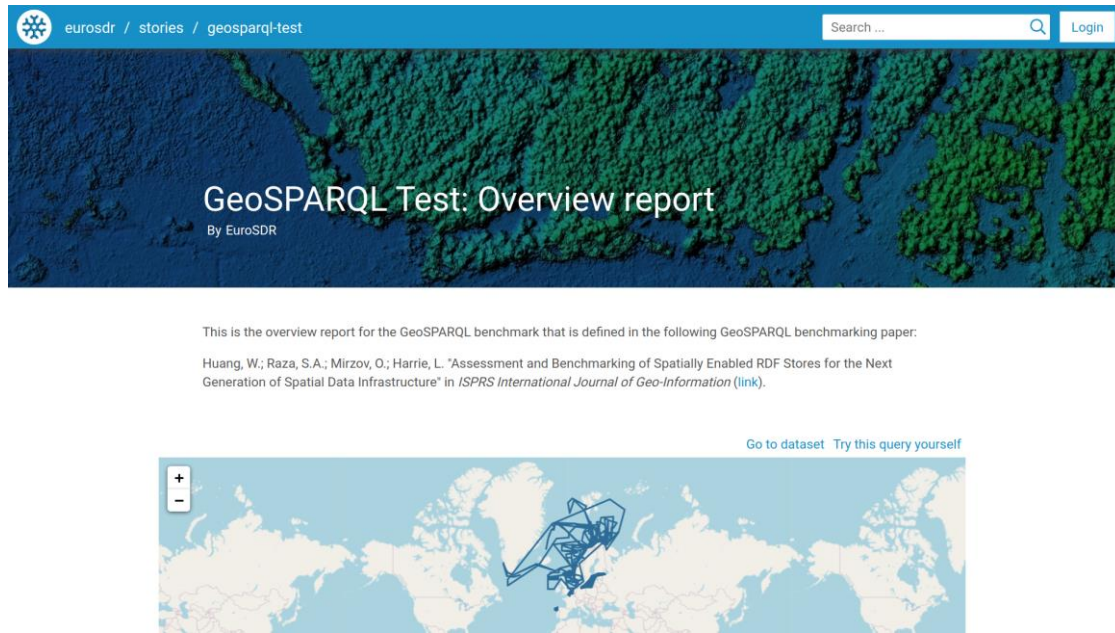 eurosdr / stories / geosparql-test
Search ...
Login
GeoSPARQL Test: Overview report
By EuroSDR
This is the overview report for the GeoSPARQL benchmark that is defined in the following GeoSPARQL benchmarking paper:
Huang, W.; Raza, S.A.; Mirzov, O.; Harrie, L. "Assessment and Benchmarking of Spatially Enabled RDF Stores for the Next
Generation of Spatial Data Infrastructure" in ISPRS International Journal of Geo-Information (link).
Go to dataset Try this query yourself
+
−